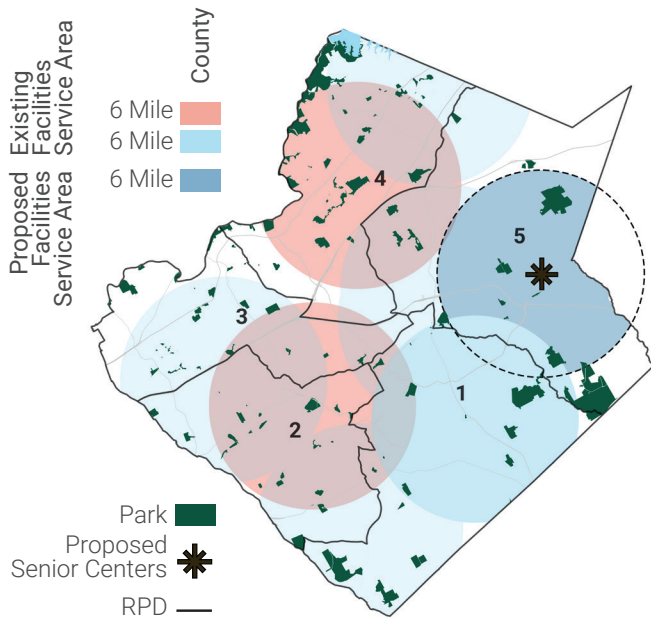 Existing
Facilities
Service Area
Proposed
Facilities
Service Area
County
6 Mile
6 Mile
6 Mile
4
5
3
1
2
Park
Proposed
Senior Centers
RPD